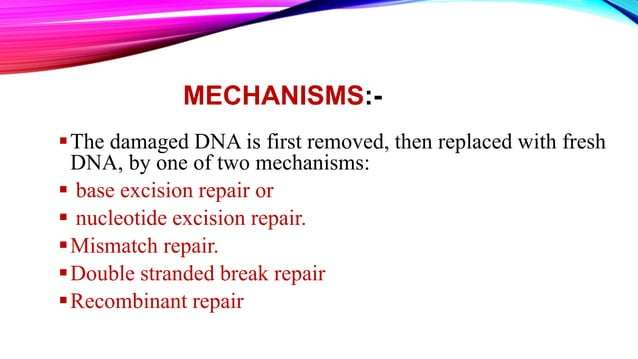 MECHANISMS:-
▪The damaged DNA is first removed, then replaced with fresh
DNA, by one of two mechanisms:
▪ base excision repair or
▪ nucleotide excision repair.
▪Mismatch repair.
▪Double stranded break repair
▪Recombinant repair